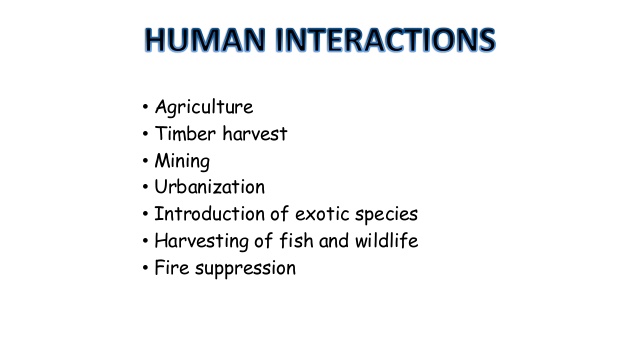 HUMAN INTERACTIONS
• Agriculture
• Timber harvest
• Mining
• Urbanization
• Introduction of exotic species
• Harvesting of fish and wildlife
• Fire suppression